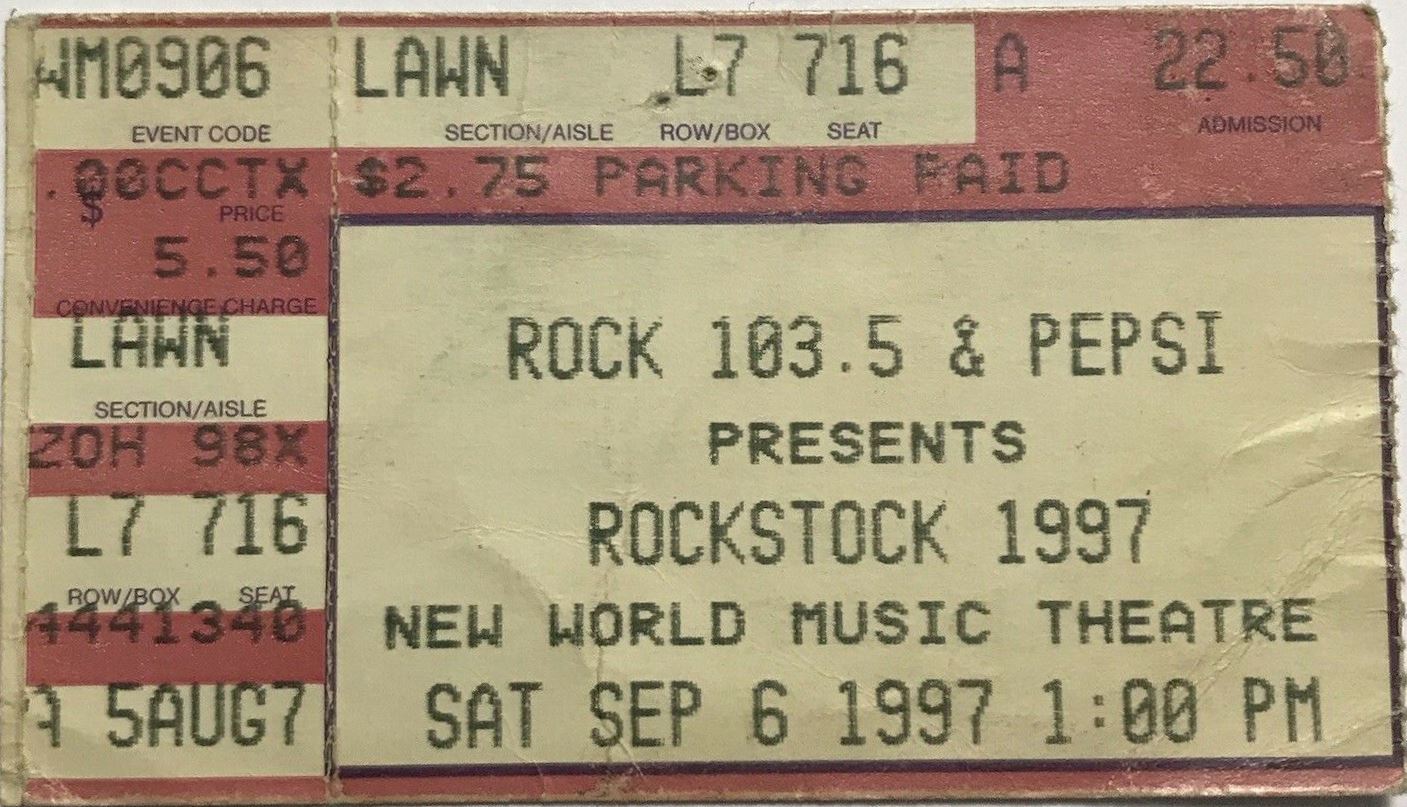 WM0906
EVENT CODE
.00CCTX
$ PRICE
5.50
CONVENIENCE CHARGE
LAWN
SECTION/AISLE
ZOH 98X
L7 716
ROW/BOX SEAT
4441340
A 5AUG7
LAWN L7 716 A 22.50
SECTION/AISLE ROW/BOX SEAT ADMISSION
$2.75 PARKING PAID
ROCK 103.5 & PEPSI
PRESENTS
ROCKSTOCK 1997
NEW WORLD MUSIC THEATRE
SAT SEP 6 1997 1:00 PM